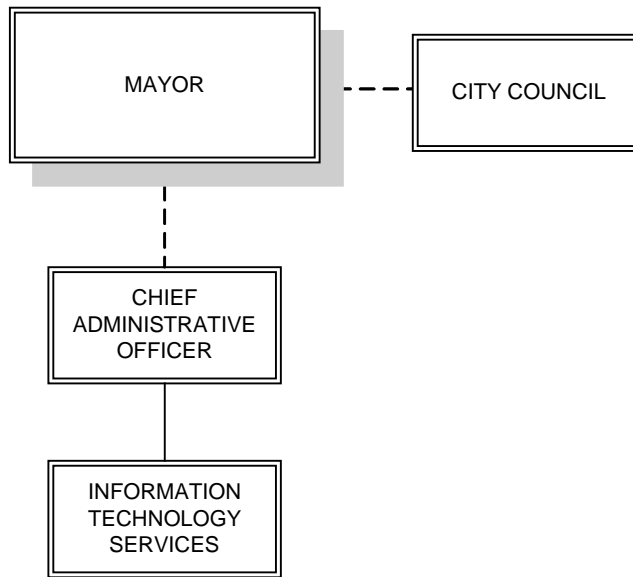 MAYOR
CITY COUNCIL
CHIEF
ADMINISTRATIVE
OFFICER
INFORMATION
TECHNOLOGY
SERVICES